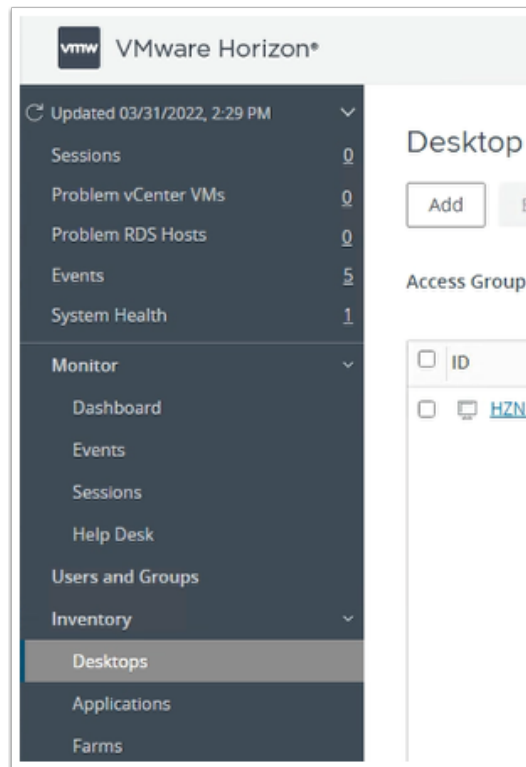 vmw VMware Horizon®
Updated 03/31/2022, 2:29 PM
Sessions 0
Problem vCenter VMs 0
Problem RDS Hosts 0
Events 5
System Health 1
Monitor
Dashboard
Events
Sessions
Help Desk
Users and Groups
Inventory
Desktops
Applications
Farms
Desktop
Add
Access Group
ID
HZN